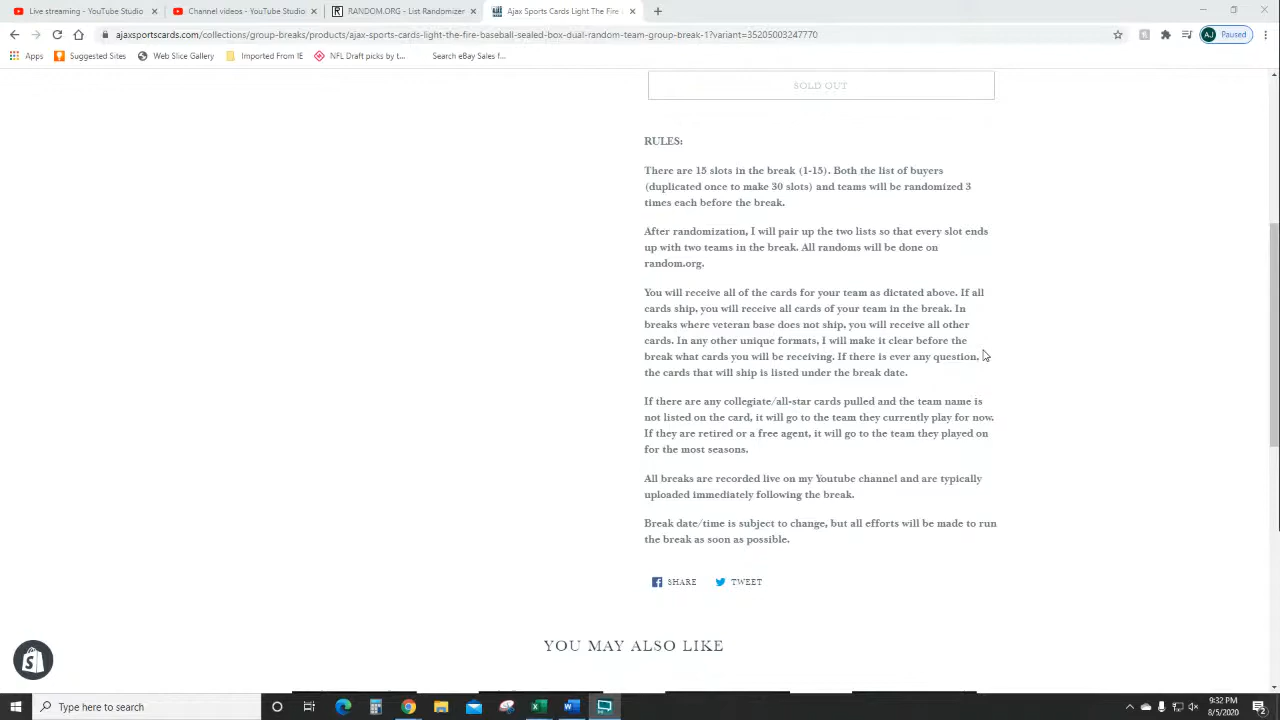 Live streaming - YouTube Studio
Channel videos - YouTube Studio
RANDOM.ORG - List Randomizer
Ajax Sports Cards Light The Fire
ajaxsportscards.com/collections/group-breaks/products/ajax-sports-cards-light-the-fire-baseball-sealed-box-dual-random-team-group-break-1?variant=35205003247770
AJ Paused
Apps
Suggested Sites
Web Slice Gallery
Imported From IE
NFL Draft picks by t...
Search eBay Sales f...
SOLD OUT
RULES:
There are 15 slots in the break (1-15). Both the list of buyers
(duplicated once to make 30 slots) and teams will be randomized 3
times each before the break.
After randomization, I will pair up the two lists so that every slot ends
up with two teams in the break. All randoms will be done on
random.org.
You will receive all of the cards for your team as dictated above. If all
cards ship, you will receive all cards of your team in the break. In
breaks where veteran base does not ship, you will receive all other
cards. In any other unique formats, I will make it clear before the
break what cards you will be receiving. If there is ever any question,
the cards that will ship is listed under the break date.
If there are any collegiate/all-star cards pulled and the team name is
not listed on the card, it will go to the team they currently play for now.
If they are retired or a free agent, it will go to the team they played on
for the most seasons.
All breaks are recorded live on my Youtube channel and are typically
uploaded immediately following the break.
Break date/time is subject to change, but all efforts will be made to run
the break as soon as possible.
SHARE
TWEET
YOU MAY ALSO LIKE
Type here to search
9:32 PM
8/5/2020